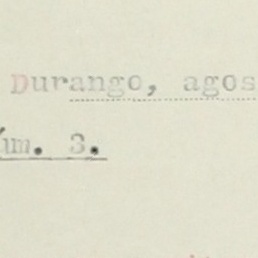 Durango, agos
úm. 3.